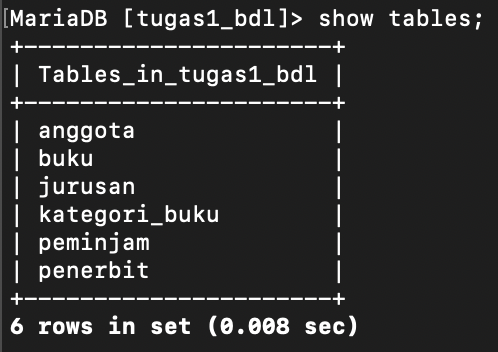 [MariaDB [tugas1_bdl]> show tables;
+-----------------------+
| Tables_in_tugas1_bdl |
+-----------------------+
| anggota              |
| buku                 |
| jurusan              |
| kategori_buku        |
| peminjam             |
| penerbit             |
+-----------------------+
6 rows in set (0.008 sec)